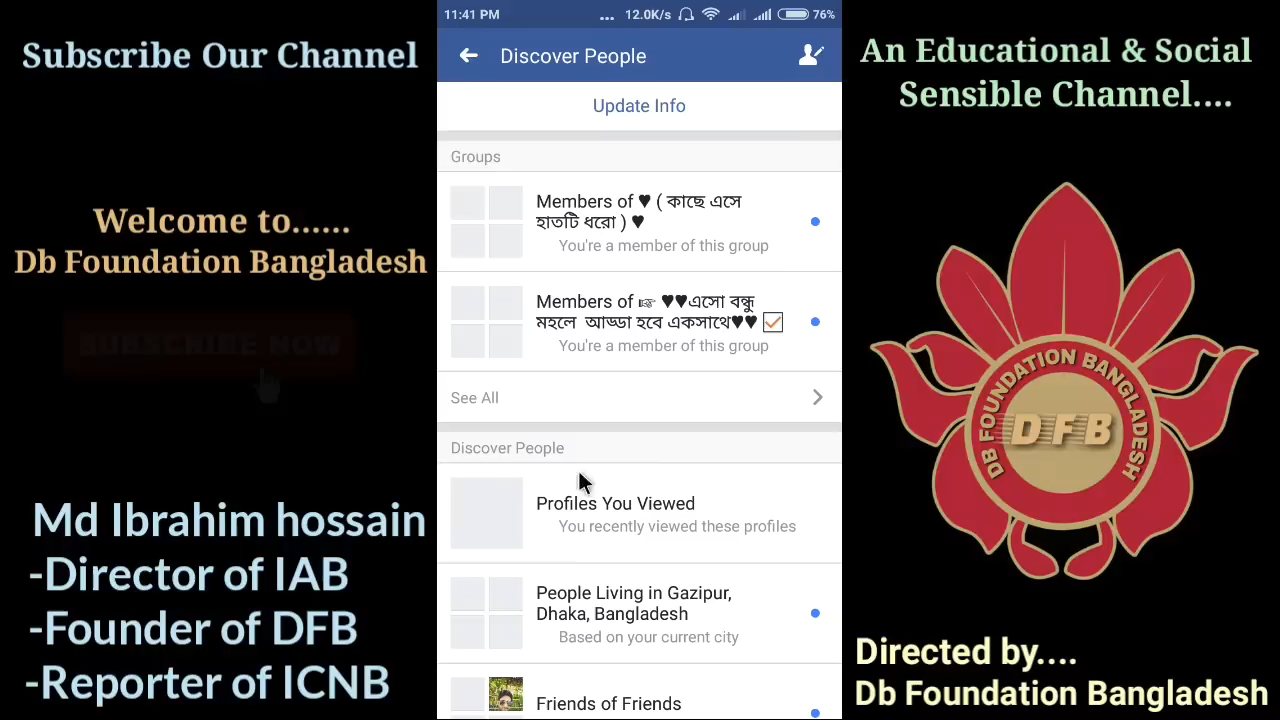 Subscribe Our Channel
Welcome to......
Db Foundation Bangladesh
SUBSCRIBE NOW
Md Ibrahim hossain
-Director of IAB
-Founder of DFB
-Reporter of ICNB
11:41 PM ... 12.0K/s 76%
Discover People
Update Info
Groups
Members of ♥ ( কাছে এসে
হাতটি ধরো ) ♥
You're a member of this group
Members of ☞ ♥♥এসো বন্ধু
মহলে আড্ডা হবে একসাথে♥♥ ☑
You're a member of this group
See All
Discover People
Profiles You Viewed
You recently viewed these profiles
People Living in Gazipur,
Dhaka, Bangladesh
Based on your current city
Friends of Friends
An Educational & Social
Sensible Channel....
DB FOUNDATION BANGLADESH
DFB
Directed by....
Db Foundation Bangladesh